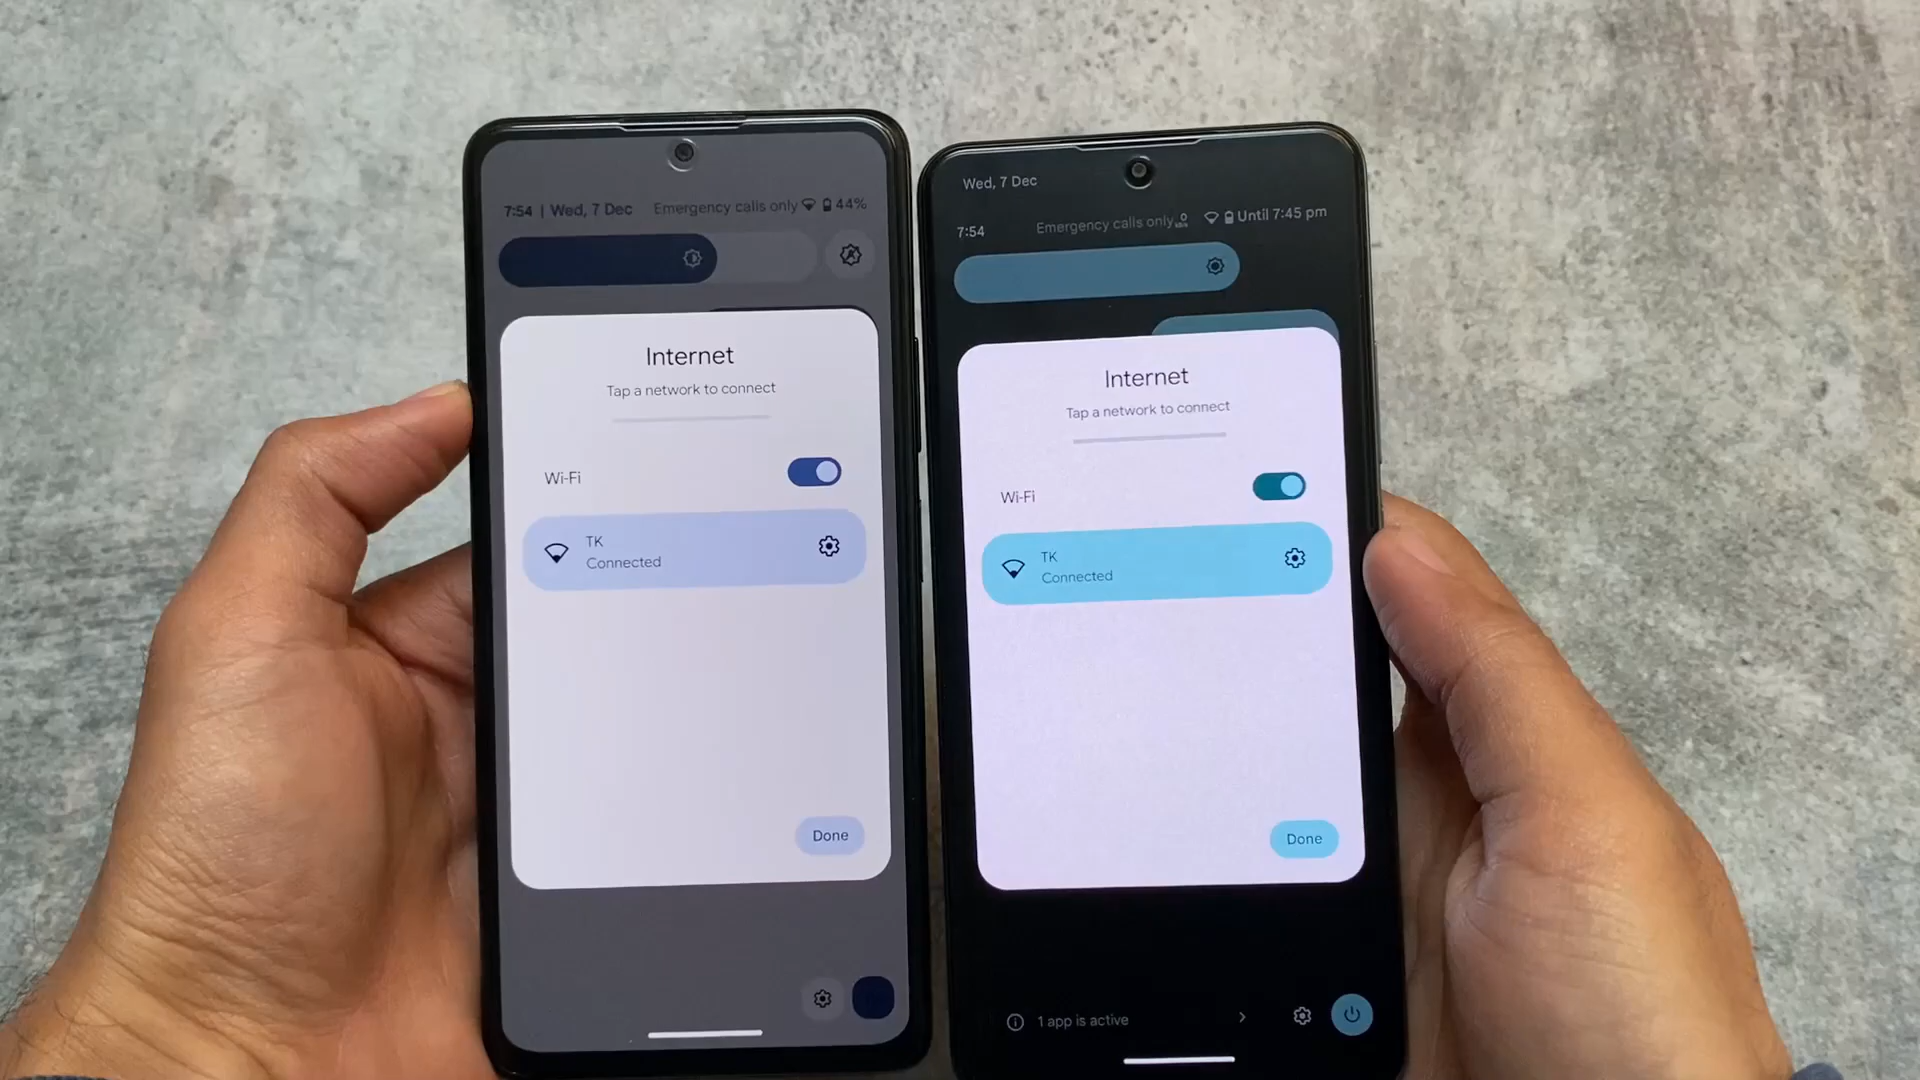 7:54 | Wed, 7 Dec Emergency calls only 44%
Internet
Tap a network to connect
Wi-Fi
TK
Connected
Done
Wed, 7 Dec
7:54 Emergency calls only 0 Until 7:45 pm
Internet
Tap a network to connect
Wi-Fi
TK
Connected
Done
1 app is active